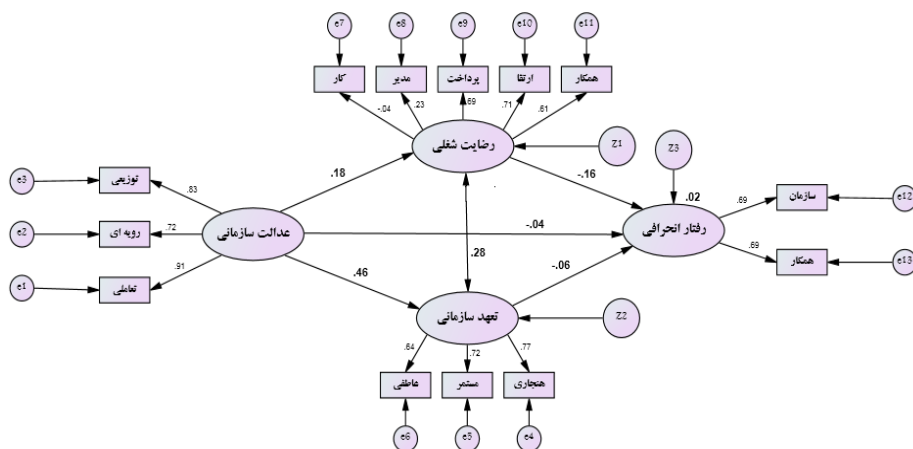 e7
e8
e9
e10
e11
کار
مدیر
پرداخت
ارتقا
همکار
-.04
.23
.69
.71
.61
رضایت شغلی
Z1
Z3
e3
توزیعی
.83
.18
-.16
.02
.69
سازمان
e12
e2
رویه ای
.72
عدالت سازمانی
-.04
رفتار انحرافی
e1
تعاملی
.91
.46
.28
-.06
.69
همکار
e13
تعهد سازمانی
Z2
.64
.72
.77
عاطفی
مستمر
هنجاری
e6
e5
e4